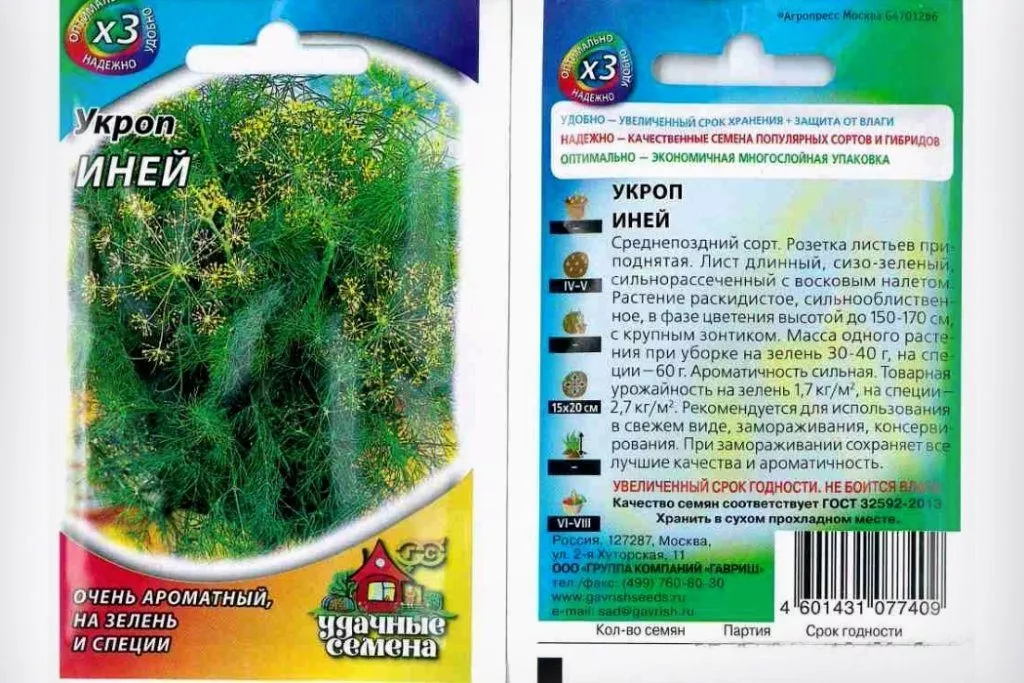 ОПТИМАЛЬНО
УДОБНО
х3
НАДЕЖНО
Укроп
ИНЕЙ
ОЧЕНЬ АРОМАТНЫЙ,
НА ЗЕЛЕНЬ
И СПЕЦИИ
удачные
семена
®Агропресс Москва 64701286
ОПТИМАЛЬНО
УДОБНО
х3
НАДЕЖНО
УДОБНО — УВЕЛИЧЕННЫЙ СРОК ХРАНЕНИЯ + ЗАЩИТА ОТ ВЛАГИ
НАДЕЖНО — КАЧЕСТВЕННЫЕ СЕМЕНА ПОПУЛЯРНЫХ СОРТОВ И ГИБРИДОВ
ОПТИМАЛЬНО — ЭКОНОМИЧНАЯ МНОГОСЛОЙНАЯ УПАКОВКА
УКРОП
ИНЕЙ
Среднепоздний сорт. Розетка листьев при-
поднятая. Лист длинный, сизо-зеленый,
сильнорассеченный с восковым налетом.
Растение раскидистое, сильнооблиствен-
ное, в фазе цветения высотой до 150-170 см,
с крупным зонтиком. Масса одного расте-
ния при уборке на зелень 30-40 г, на спе-
ции—60 г. Ароматичность сильная. Товарная
урожайность на зелень 1,7 кг/м², на специи—
2,7 кг/м². Рекомендуется для использования
в свежем виде, замораживания, консерви-
рования. При замораживании сохраняет все
лучшие качества и ароматичность.
–
IV–V
–
15х20 см
–
VI–VIII
УВЕЛИЧЕННЫЙ СРОК ГОДНОСТИ. НЕ БОИТСЯ ВЛАГИ
Качество семян соответствует ГОСТ 32592-2013
Хранить в сухом прохладном месте.
Россия, 127287, Москва,
ул. 2-я Хуторская, 11
ООО «ГРУППА КОМПАНИЙ «ГАВРИШ»
тел./факс: (499) 760-80-30
www.gavrishseeds.ru
e-mail: sad@gavrish.ru
4 601431 077409
Кол-во семян Партия Срок годности